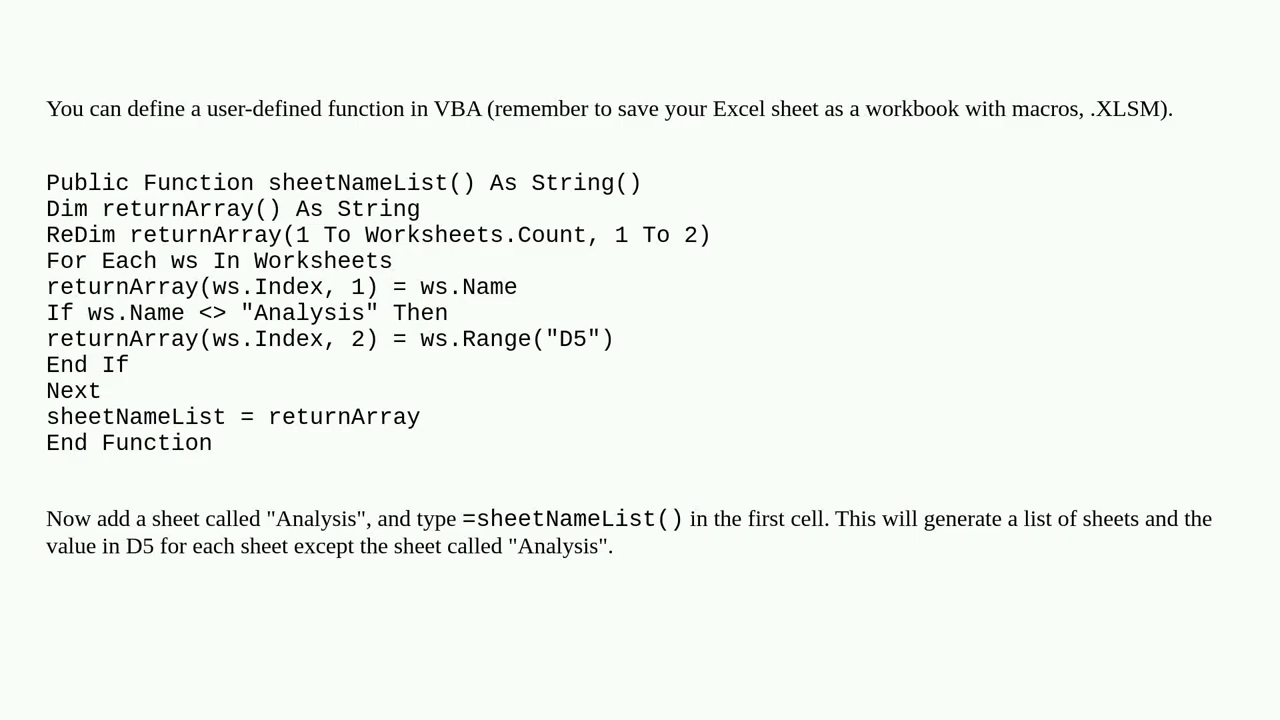 You can define a user-defined function in VBA (remember to save your Excel sheet as a workbook with macros, .XLSM).
Public Function sheetNameList() As String()
Dim returnArray() As String
ReDim returnArray(1 To Worksheets.Count, 1 To 2)
For Each ws In Worksheets
returnArray(ws.Index, 1) = ws.Name
If ws.Name <> "Analysis" Then
returnArray(ws.Index, 2) = ws.Range("D5")
End If
Next
sheetNameList = returnArray
End Function
Now add a sheet called "Analysis", and type =sheetNameList() in the first cell. This will generate a list of sheets and the
value in D5 for each sheet except the sheet called "Analysis".